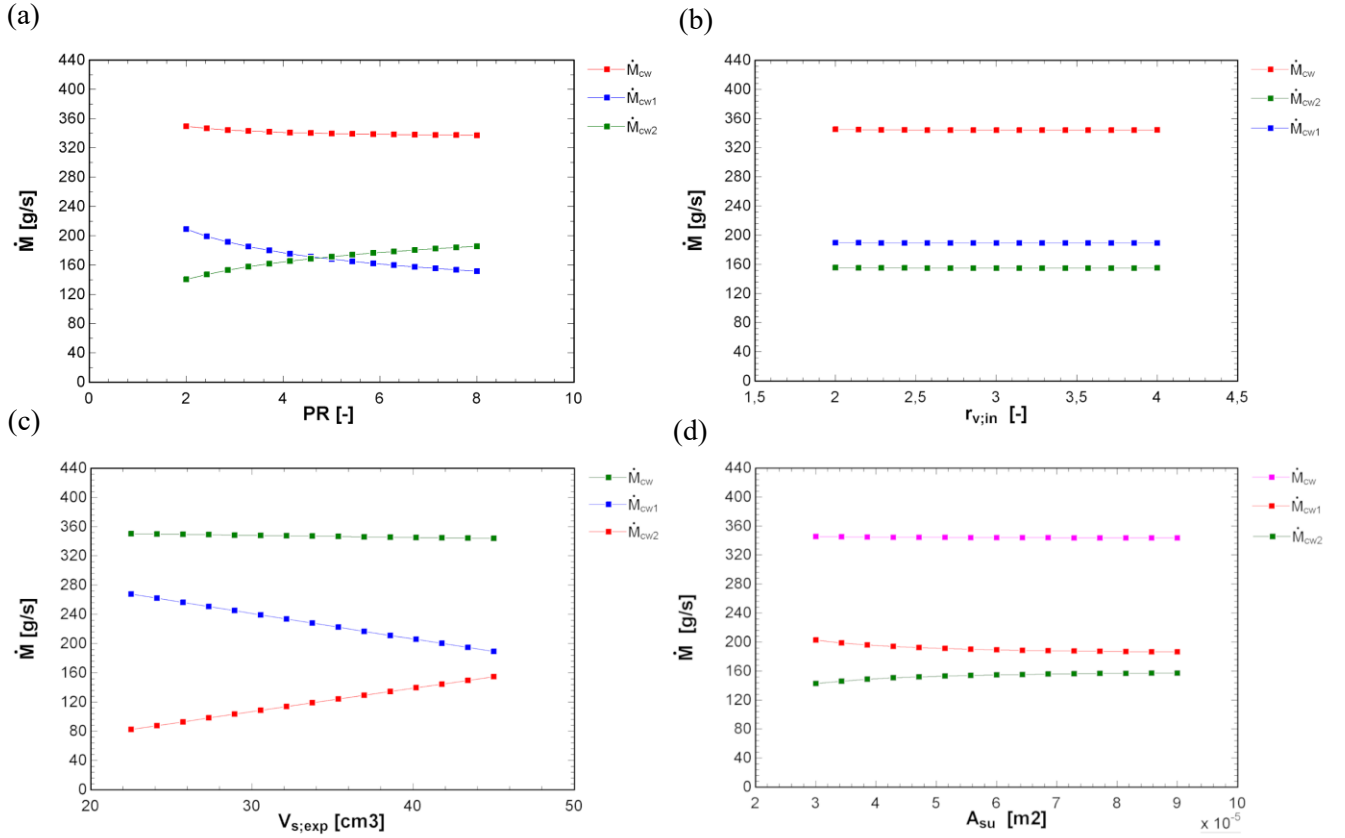 (a)
440
400
360
320
280
240
200
160
120
80
40
0
Ṁ [g/s]
0 2 4 6 8 10
PR [-]
Ṁcw
Ṁcw1
Ṁcw2
(b)
440
400
360
320
280
240
200
160
120
80
40
0
Ṁ [g/s]
1,5 2 2,5 3 3,5 4 4,5
rv;in [-]
Ṁcw
Ṁcw2
Ṁcw1
(c)
440
400
360
320
280
240
200
160
120
80
40
0
Ṁ [g/s]
20 30 40 50
Vs;exp [cm3]
Ṁcw
Ṁcw1
Ṁcw2
(d)
440
400
360
320
280
240
200
160
120
80
40
0
Ṁ [g/s]
2 3 4 5 6 7 8 9 10
x 10-5
Asu [m2]
Ṁcw
Ṁcw1
Ṁcw2